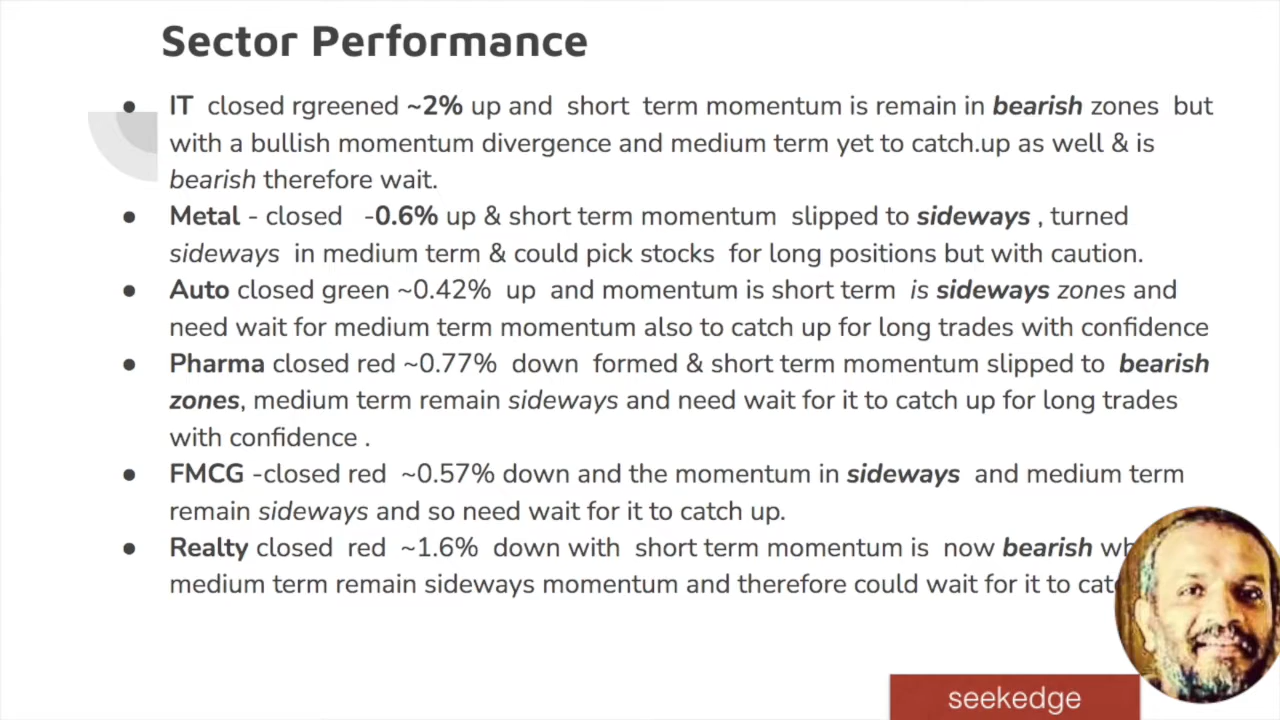 Sector Performance
● IT closed rgreened ~2% up and short term momentum is remain in bearish zones but
with a bullish momentum divergence and medium term yet to catch.up as well & is
bearish therefore wait.
● Metal - closed -0.6% up & short term momentum slipped to sideways , turned
sideways in medium term & could pick stocks for long positions but with caution.
● Auto closed green ~0.42% up and momentum is short term is sideways zones and
need wait for medium term momentum also to catch up for long trades with confidence
● Pharma closed red ~0.77% down formed & short term momentum slipped to bearish
zones, medium term remain sideways and need wait for it to catch up for long trades
with confidence .
● FMCG -closed red ~0.57% down and the momentum in sideways and medium term
remain sideways and so need wait for it to catch up.
● Realty closed red ~1.6% down with short term momentum is now bearish
medium term remain sideways momentum and therefore could wait for it to
seekedge